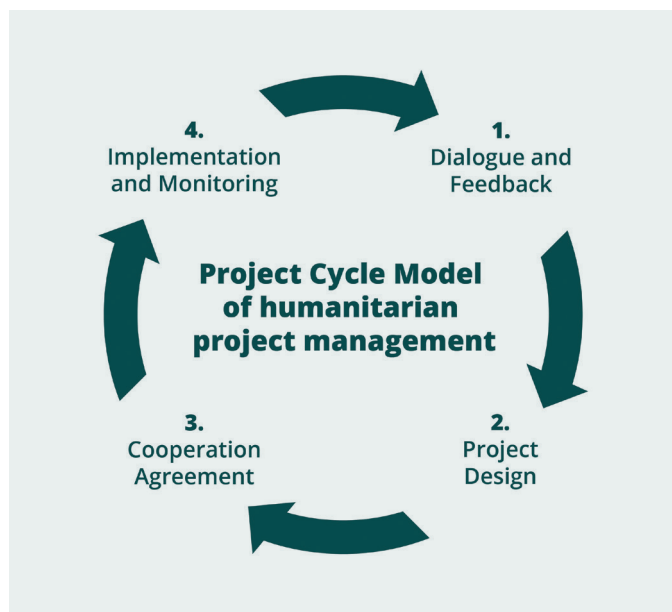 Project Cycle Model
of humanitarian
project management
1.
Dialogue and
Feedback
2.
Project
Design
3.
Cooperation
Agreement
4.
Implementation
and Monitoring